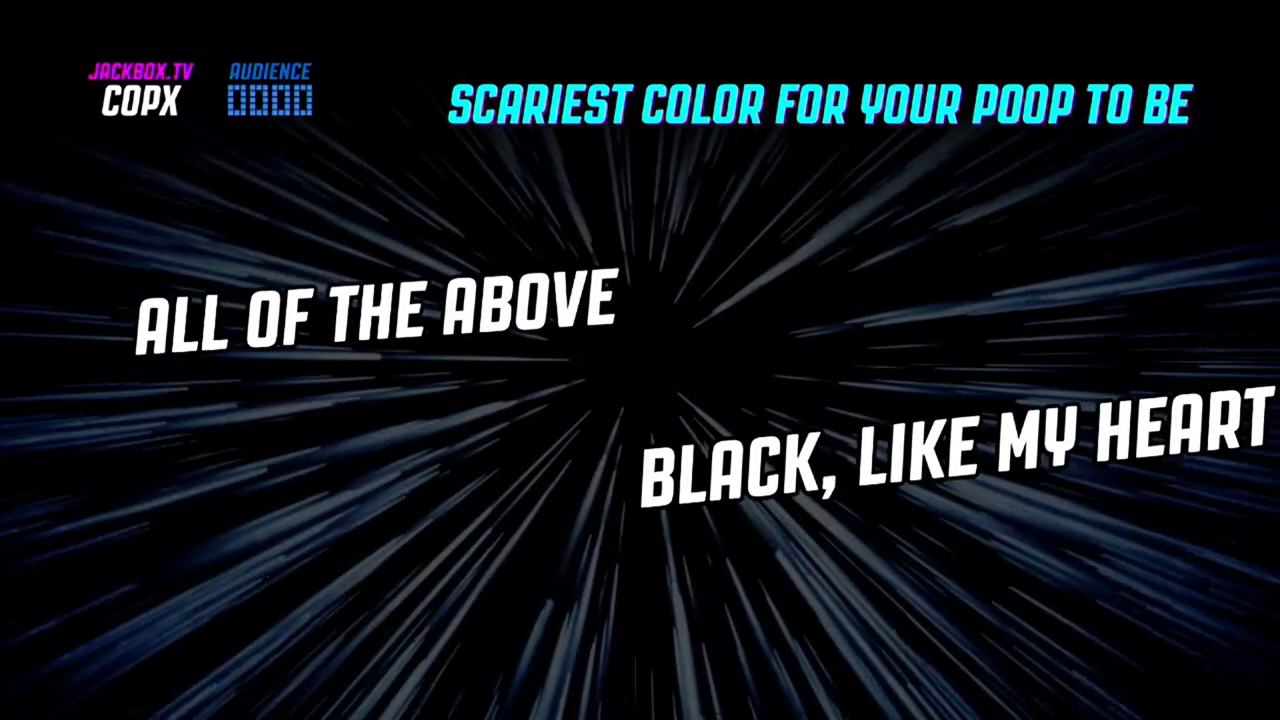 JACKBOX.TV
COPX
AUDIENCE
0000
SCARIEST COLOR FOR YOUR POOP TO BE
ALL OF THE ABOVE
BLACK, LIKE MY HEART